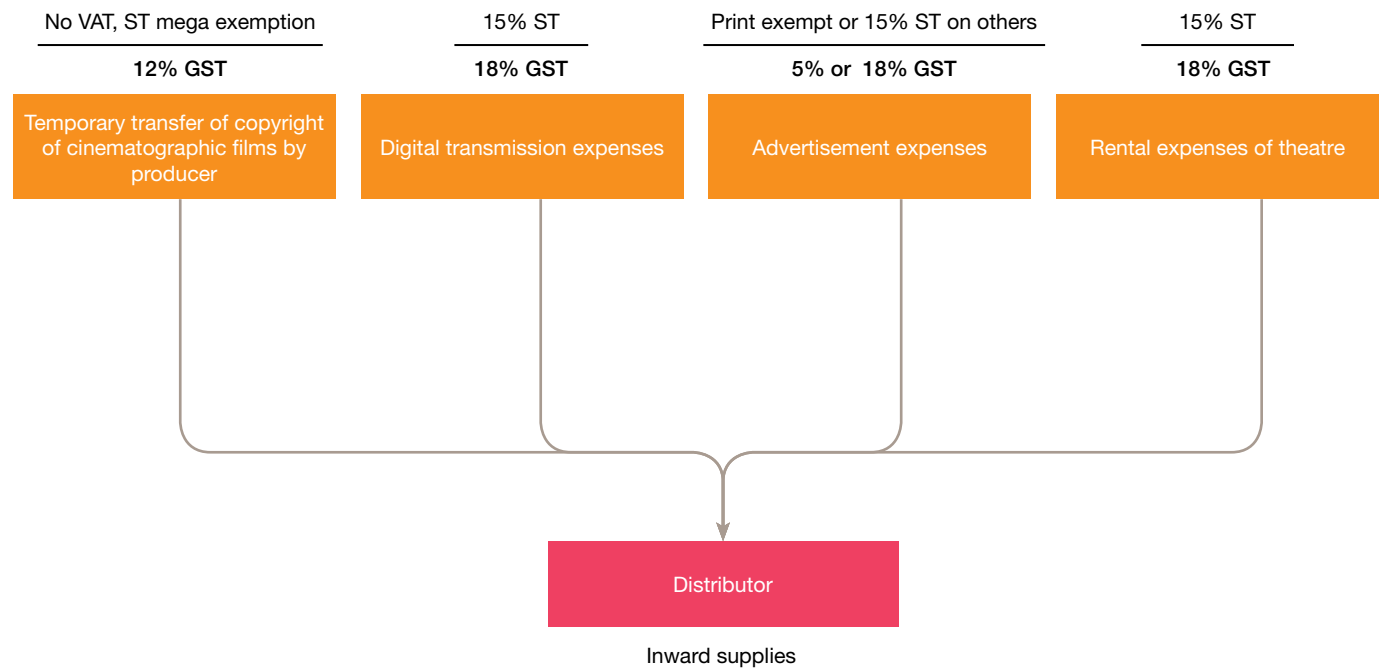 No VAT, ST mega exemption
12% GST
Temporary transfer of copyright
of cinematographic films by
producer
15% ST
18% GST
Digital transmission expenses
Print exempt or 15% ST on others
5% or 18% GST
Advertisement expenses
15% ST
18% GST
Rental expenses of theatre
Distributor
Inward supplies